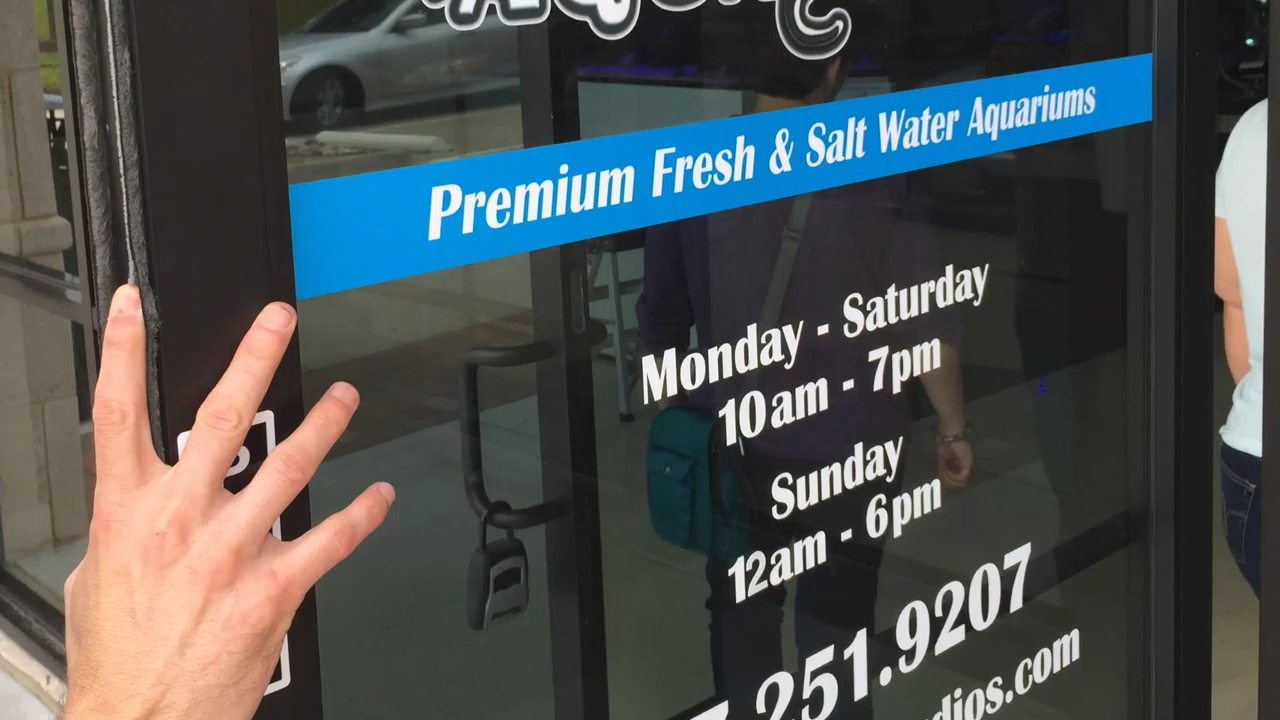 Premium Fresh & Salt Water Aquariums
Monday - Saturday
10am - 7pm
Sunday
12am - 6pm
251.9207
dios.com